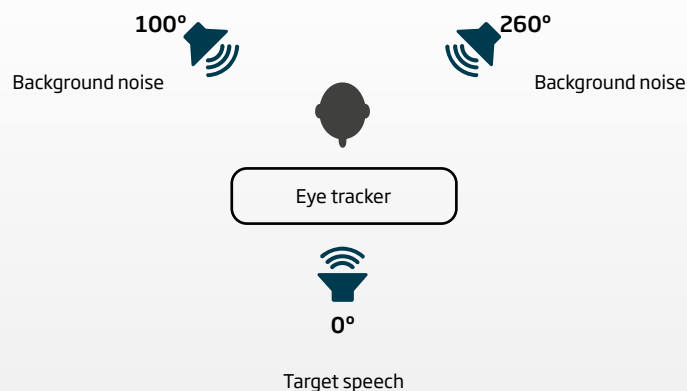 100° 260°
Background noise Background noise
Eye tracker
0°
Target speech